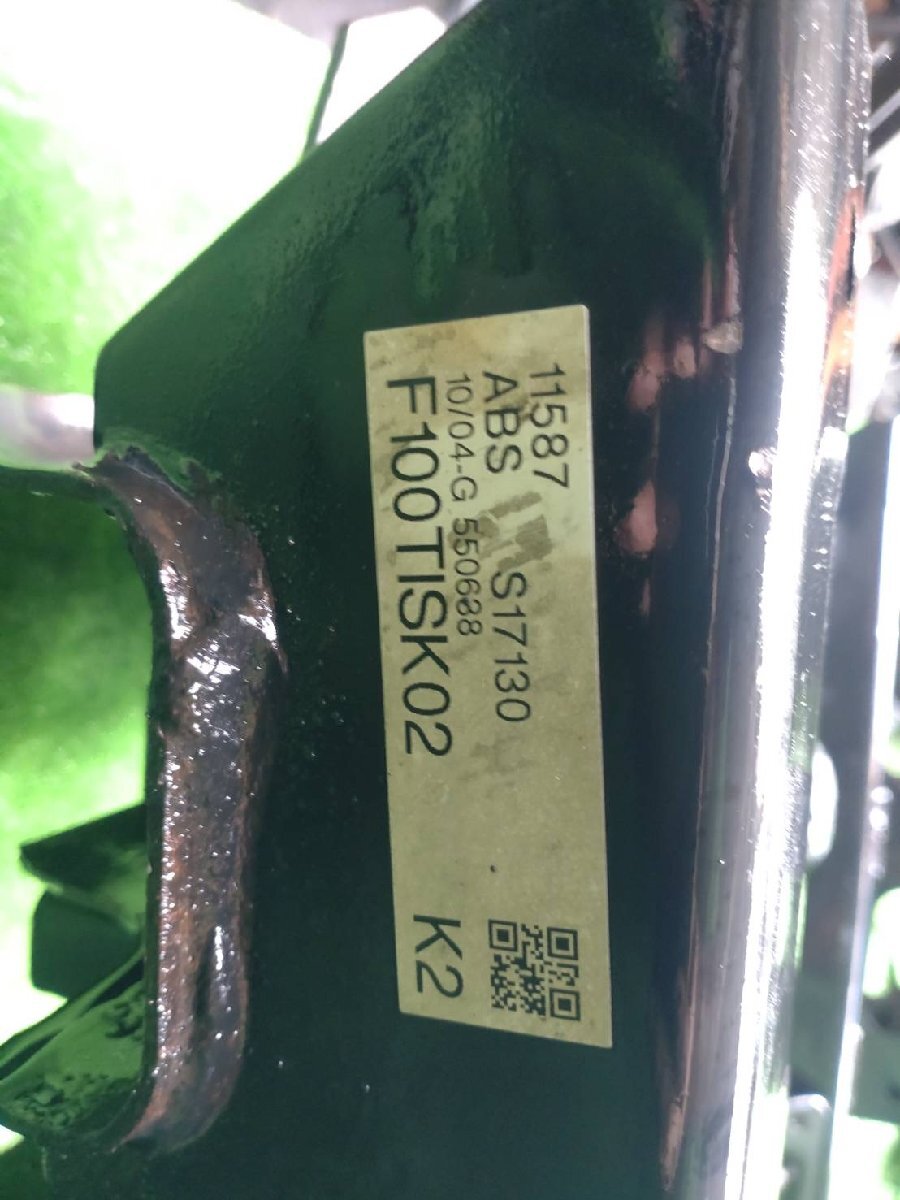 11587
ABS S17130
10/04-G 550688
F100TISK02 K2